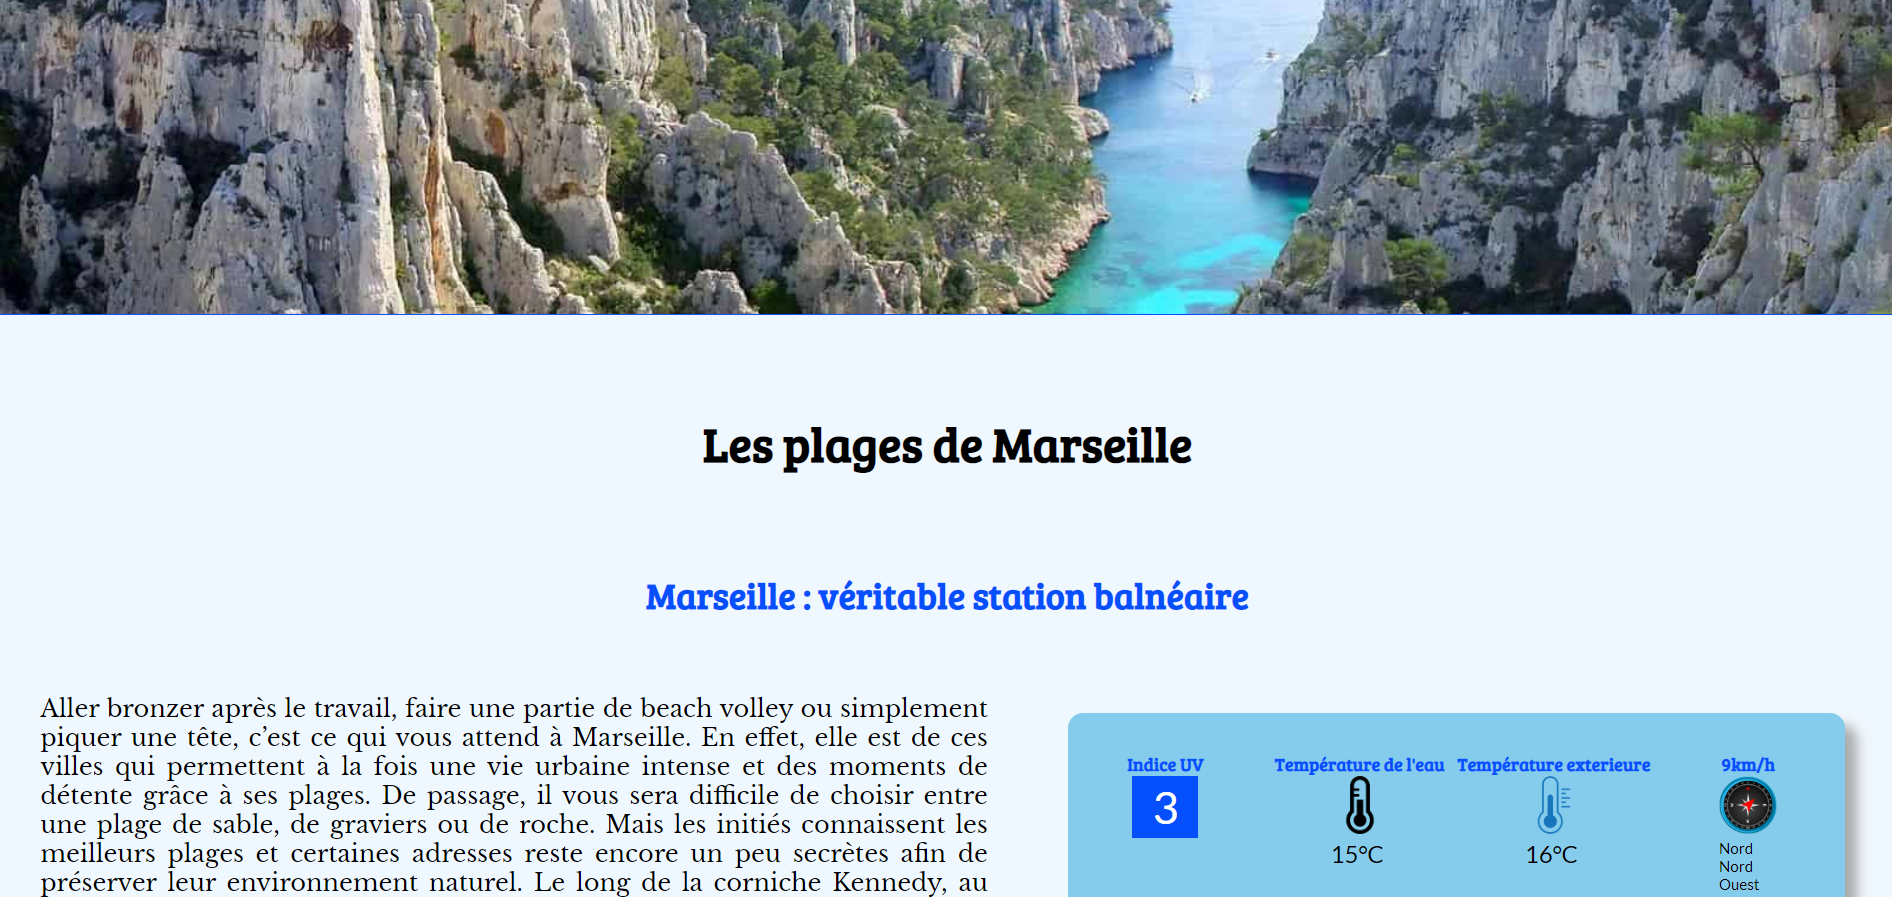 Les plages de Marseille
Marseille : véritable station balnéaire
Aller bronzer après le travail, faire une partie de beach volley ou simplement
piquer une tête, c’est ce qui vous attend à Marseille. En effet, elle est de ces
villes qui permettent à la fois une vie urbaine intense et des moments de
détente grâce à ses plages. De passage, il vous sera difficile de choisir entre
une plage de sable, de graviers ou de roche. Mais les initiés connaissent les
meilleurs plages et certaines adresses reste encore un peu secrètes afin de
préserver leur environnement naturel. Le long de la corniche Kennedy, au
Indice UV
3
Température de l'eau
15°C
Température exterieure
16°C
9km/h
Nord
Nord
Ouest